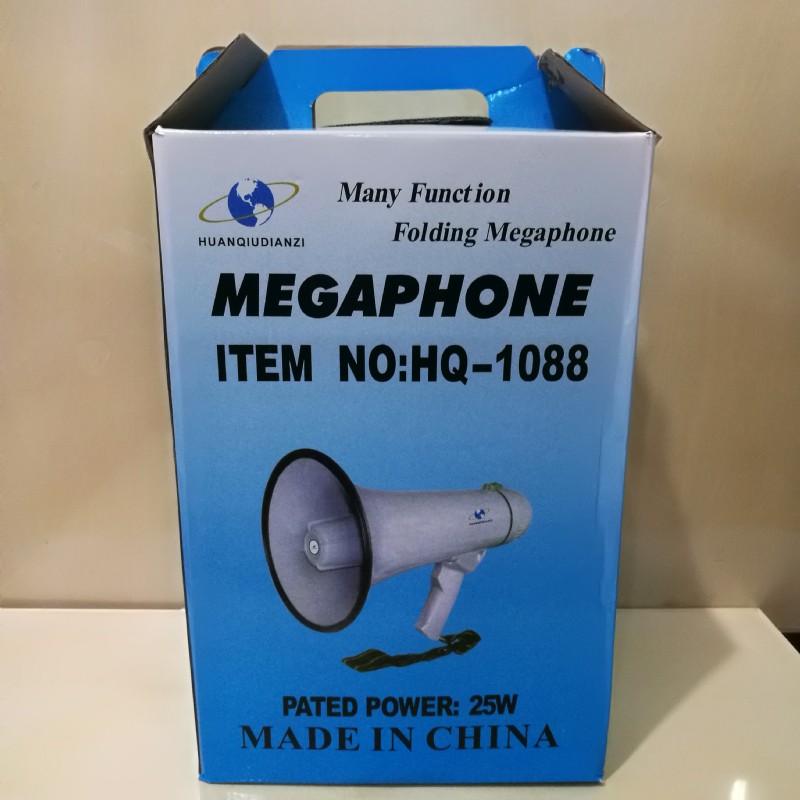 Many Function
Folding Megaphone
HUANQIUDIANZI
MEGAPHONE
ITEM NO:HQ-1088
PATED POWER: 25W
MADE IN CHINA